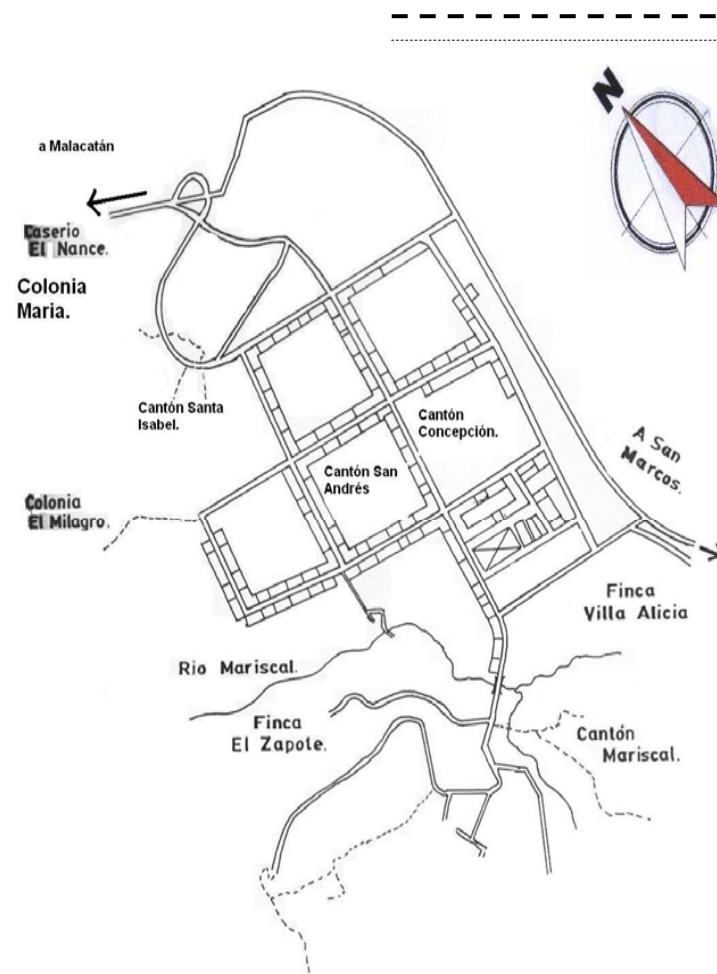 N
a Malacatán
Caserio
El Nance.
Colonia
Maria.
Cantón Santa
Isabel.
Cantón
Concepción.
Cantón San
Andrés
A San
Marcos.
Colonia
El Milagro.
Finca
Villa Alicia
Rio Mariscal.
Finca
El Zapote.
Cantón
Mariscal.